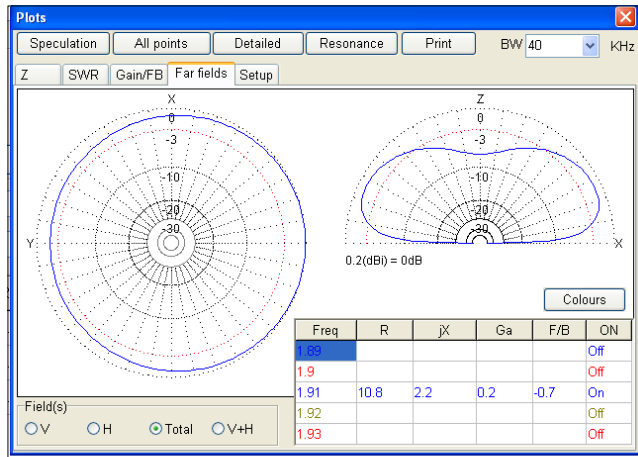 Plots
Speculation All points Detailed Resonance Print BW 40 KHz
Z SWR Gain/FB Far fields Setup
X
0
-3
-10
-20
-30
Y
Z
0
-3
-10
-20
-30
X
0.2(dBi) = 0dB
Colours
Freq R jX Ga F/B ON
1.89 Off
1.9 Off
1.91 10.8 2.2 0.2 -0.7 On
1.92 Off
1.93 Off
Field(s)
V H Total V+H